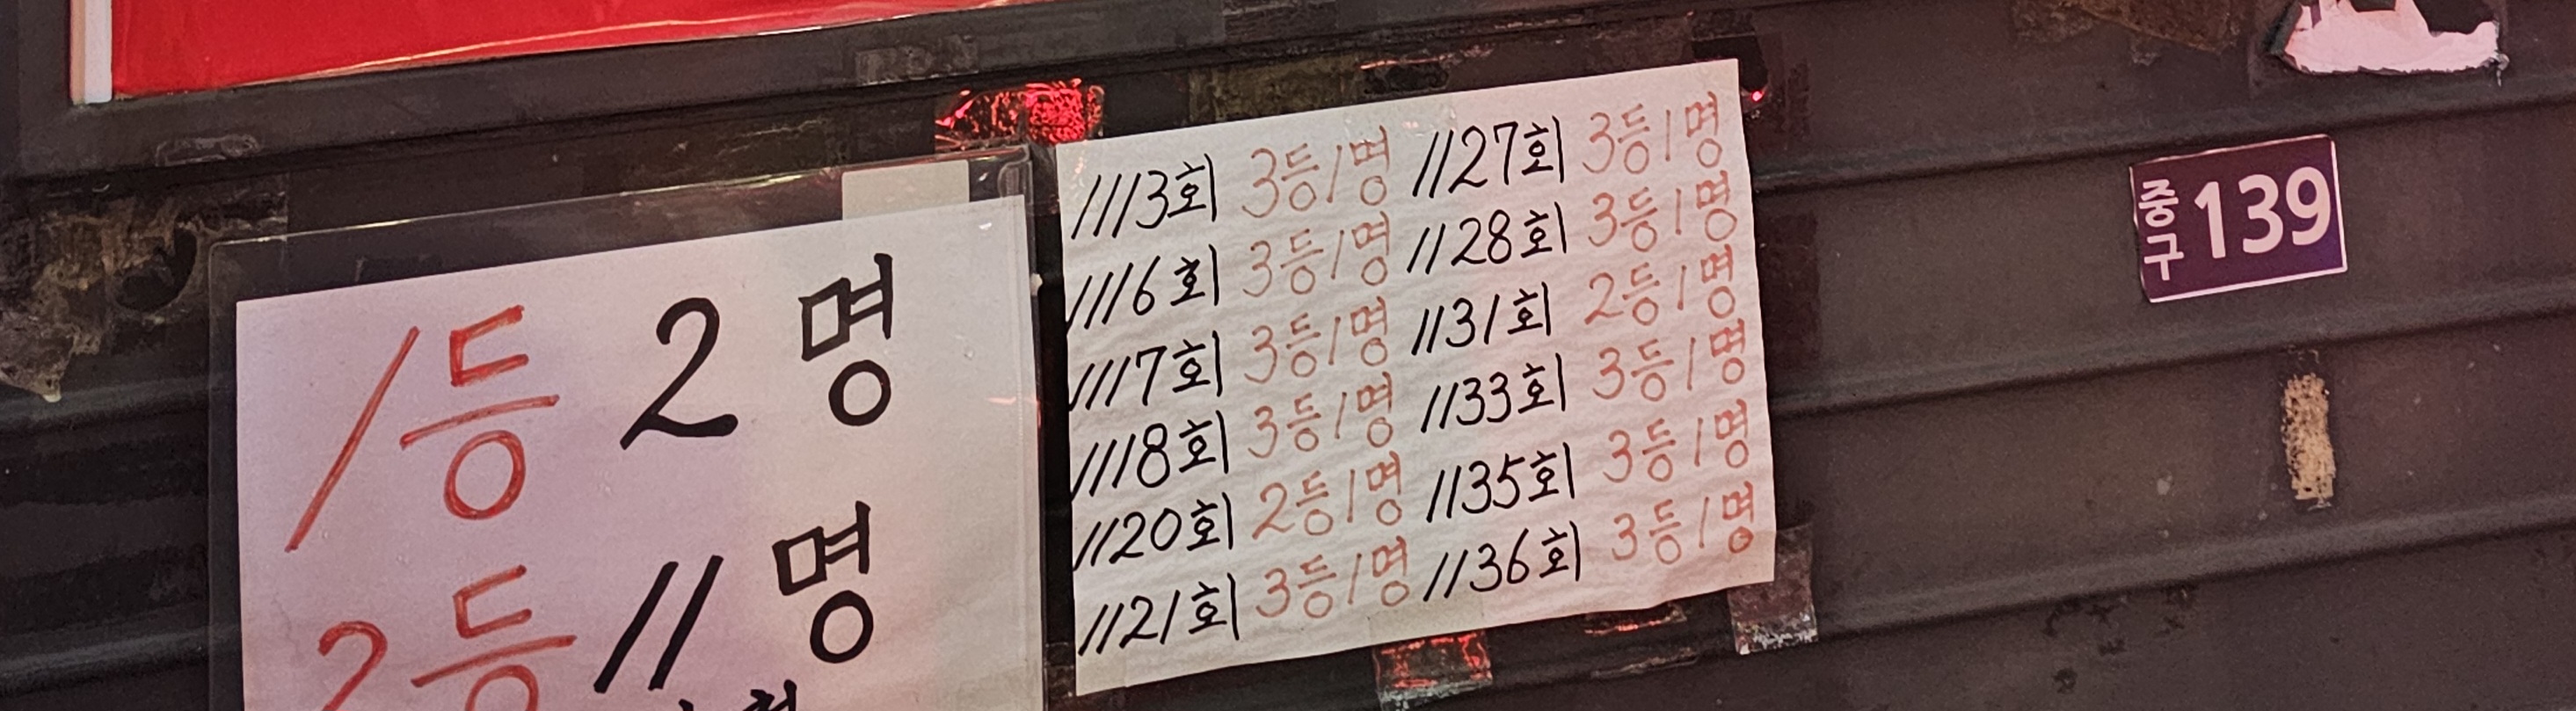 1등 2명
2등 11명
1113회 3등1명 1127회 3등1명
1116회 3등1명 1128회 3등1명
1117회 3등1명 1131회 2등1명
1118회 3등1명 1133회 3등1명
1120회 2등1명 1135회 3등1명
1121회 3등1명 1136회 3등1명
중구 139